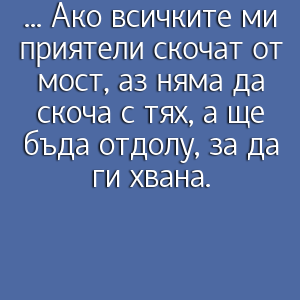 ... Ако всичките ми
приятели скочат от
мост, аз няма да
скоча с тях, а ще
бъда отдолу, за да
ги хвана.